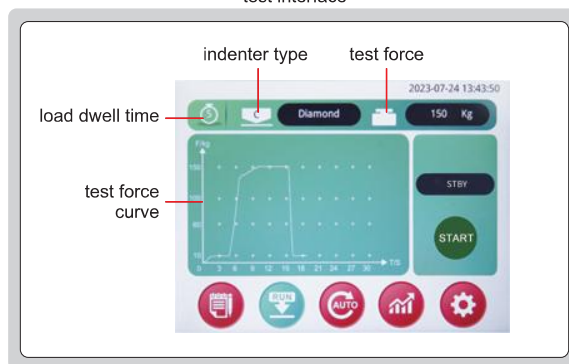 test interface
indenter type
test force
2023-07-24 13:43:50
load dwell time
S
C
Diamond
150 Kg
F/kg
150
test force
curve
STBY
START
60
10
0 3 6 9 12 15 18 21 24 27 30
T/S
RUN
AUTO